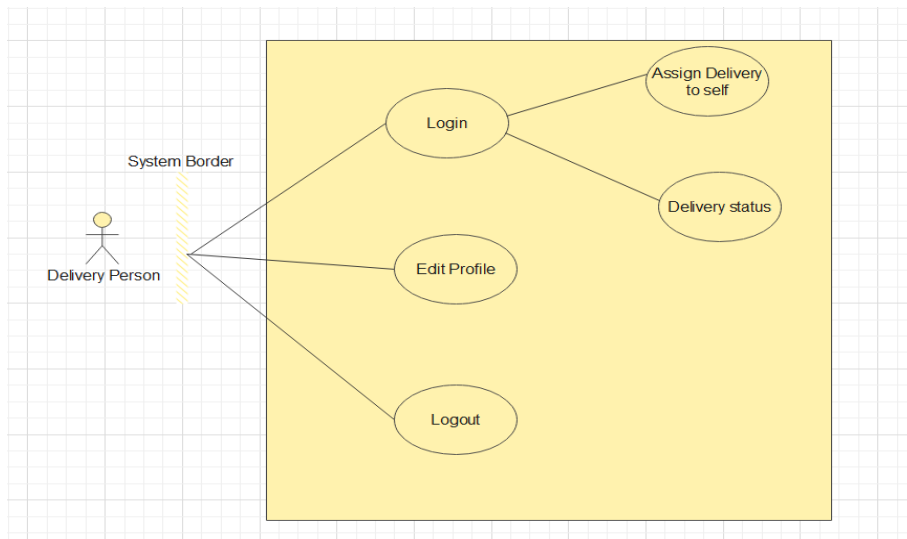 Assign Delivery
to self
Login
System Border
Delivery status
Delivery Person
Edit Profile
Logout